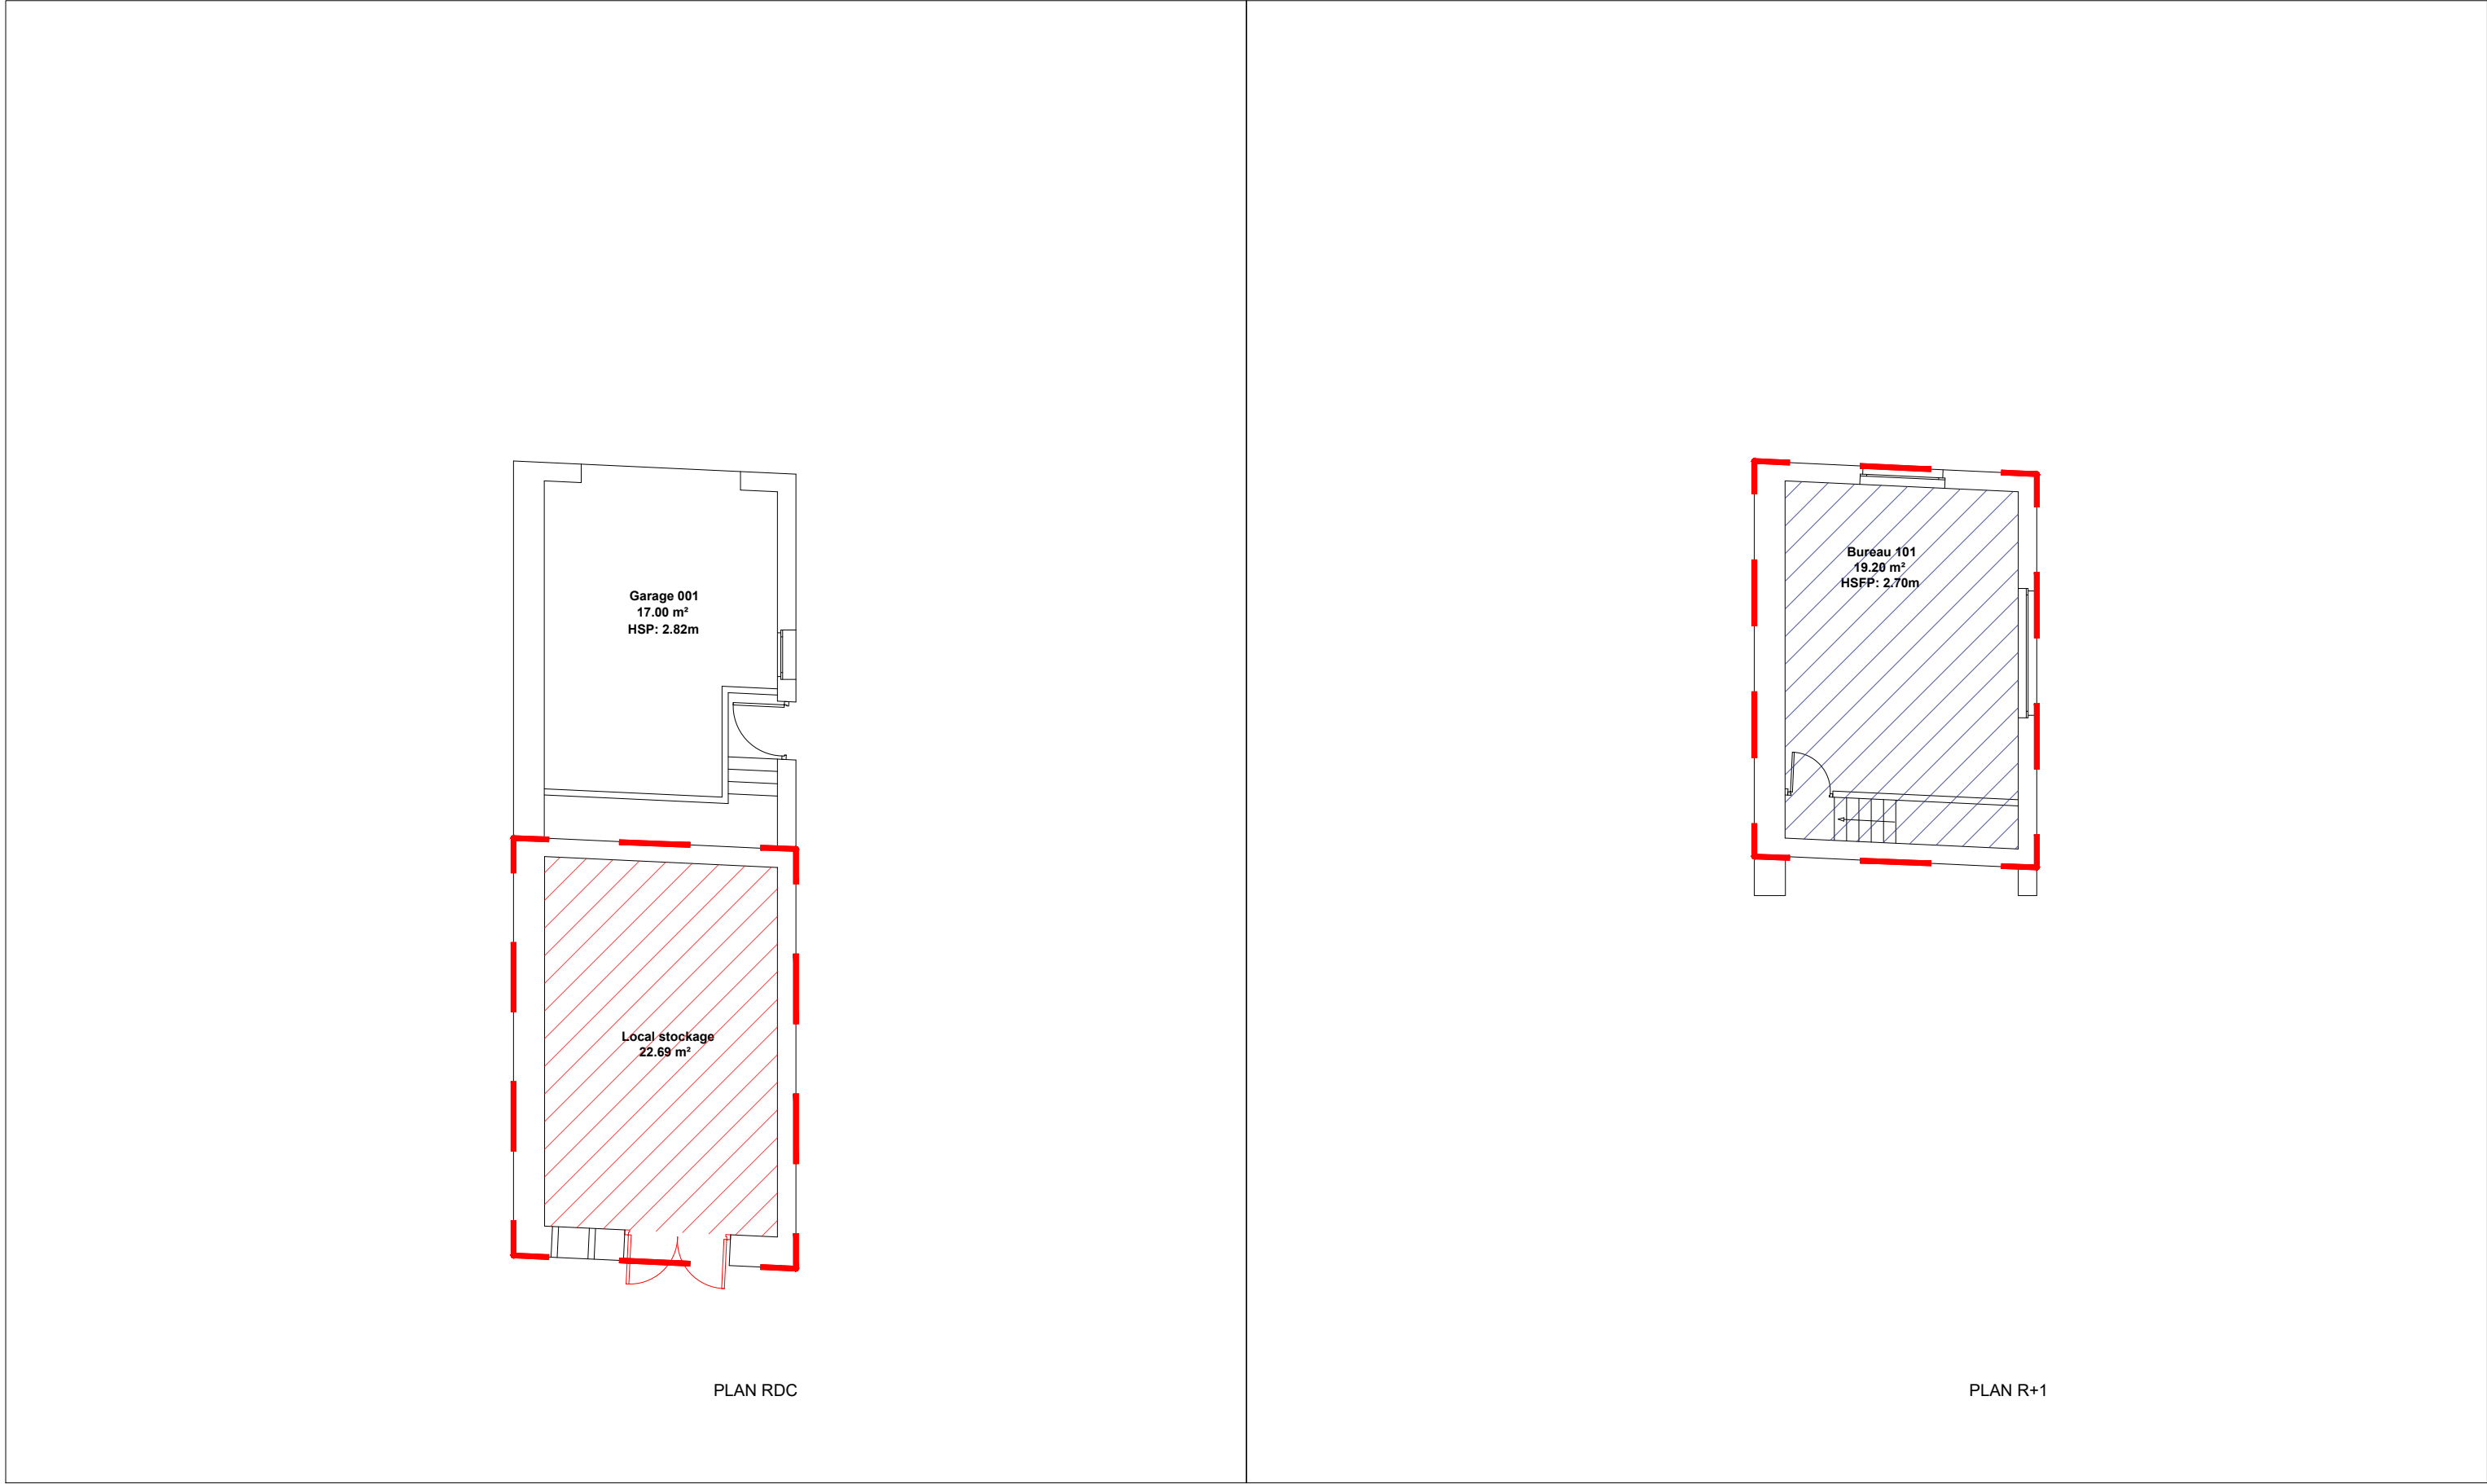 Garage 001
17.00 m²
HSP: 2.82m
Local stockage
22.69 m²
PLAN RDC
Bureau 101
19.20 m²
HSFP: 2.70m
PLAN R+1